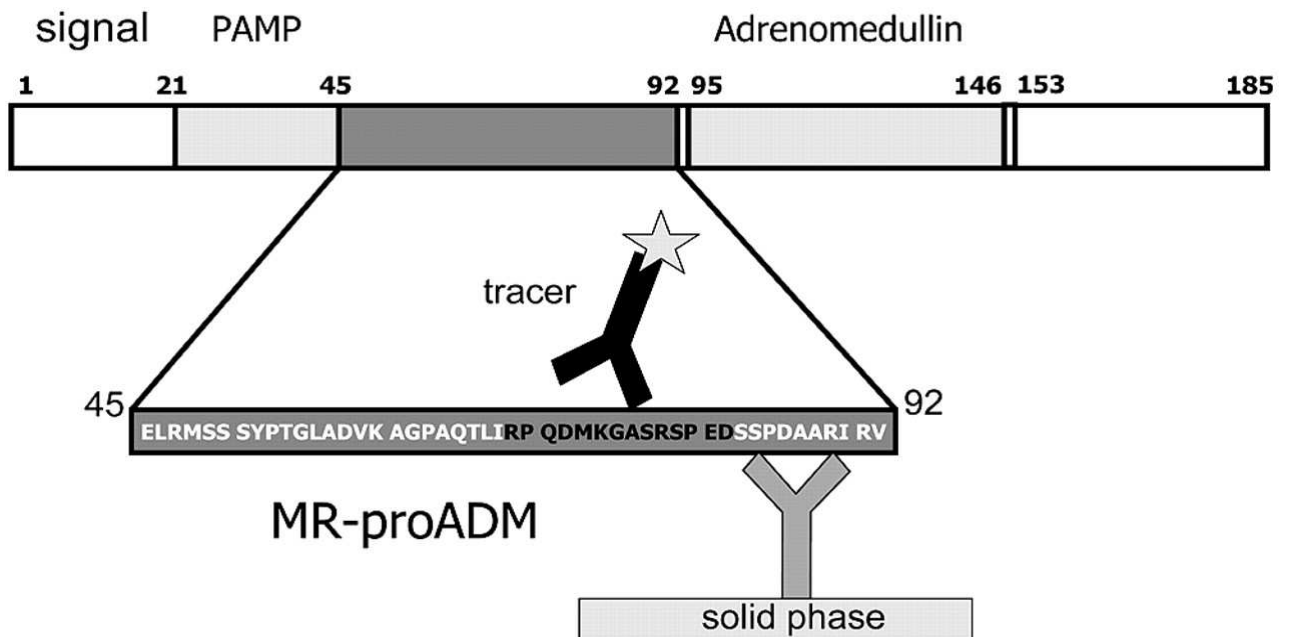 signal PAMP Adrenomedullin
1 21 45 92 95 146 153 185
tracer
45 92
ELRMSS SYPTGLADVK AGPAQTLIRP QDMKGASRSP EDSSPDAARI RV
MR-proADM
solid phase